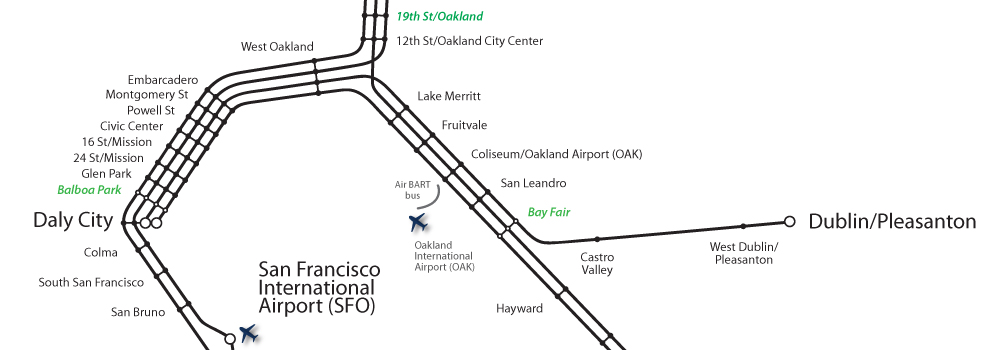 19th St/Oakland
12th St/Oakland City Center
West Oakland
Embarcadero
Montgomery St
Powell St
Civic Center
16 St/Mission
24 St/Mission
Glen Park
Balboa Park
Daly City
Colma
South San Francisco
San Bruno
San Francisco
International
Airport (SFO)
Lake Merritt
Fruitvale
Coliseum/Oakland Airport (OAK)
San Leandro
Air BART
bus
Oakland
International
Airport (OAK)
Bay Fair
Castro
Valley
West Dublin/
Pleasanton
Dublin/Pleasanton
Hayward